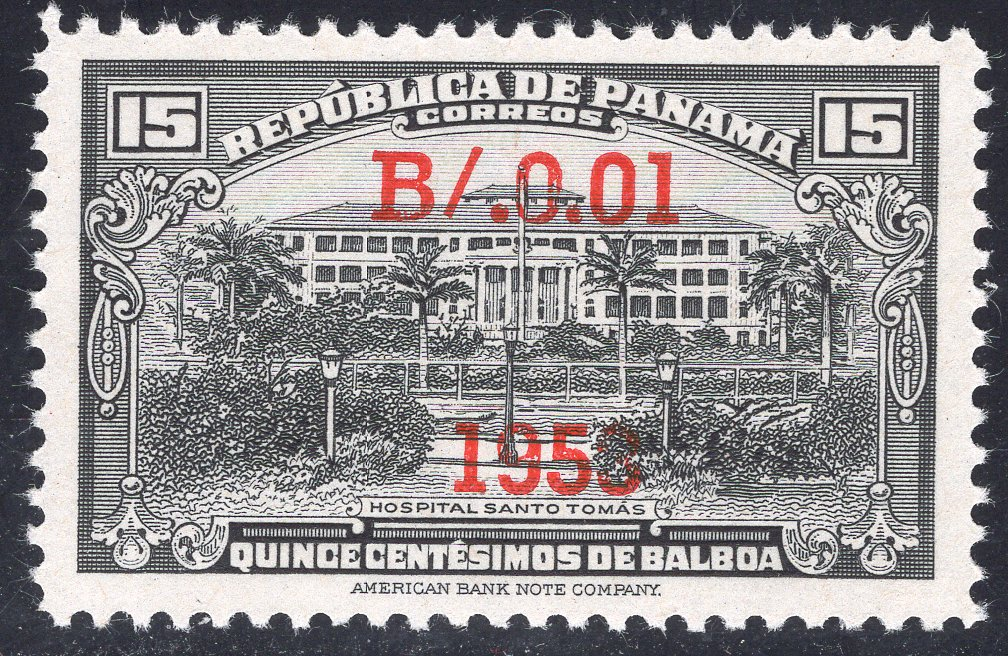 15 REPÚBLICA DE PANAMÁ 15
CORREOS
B/.0.01
1953
HOSPITAL SANTO TOMÁS
QUINCE CENTÉSIMOS DE BALBOA
AMERICAN BANK NOTE COMPANY.